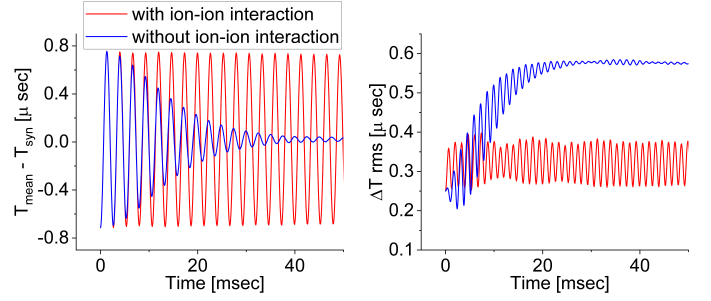 with ion-ion interaction
without ion-ion interaction
T_mean - T_syn [μ sec]
0.8
0.4
0.0
-0.4
-0.8
0 20 40
Time [msec]
ΔT rms [μ sec]
0.6
0.5
0.4
0.3
0.2
0.1
0 20 40
Time [msec]